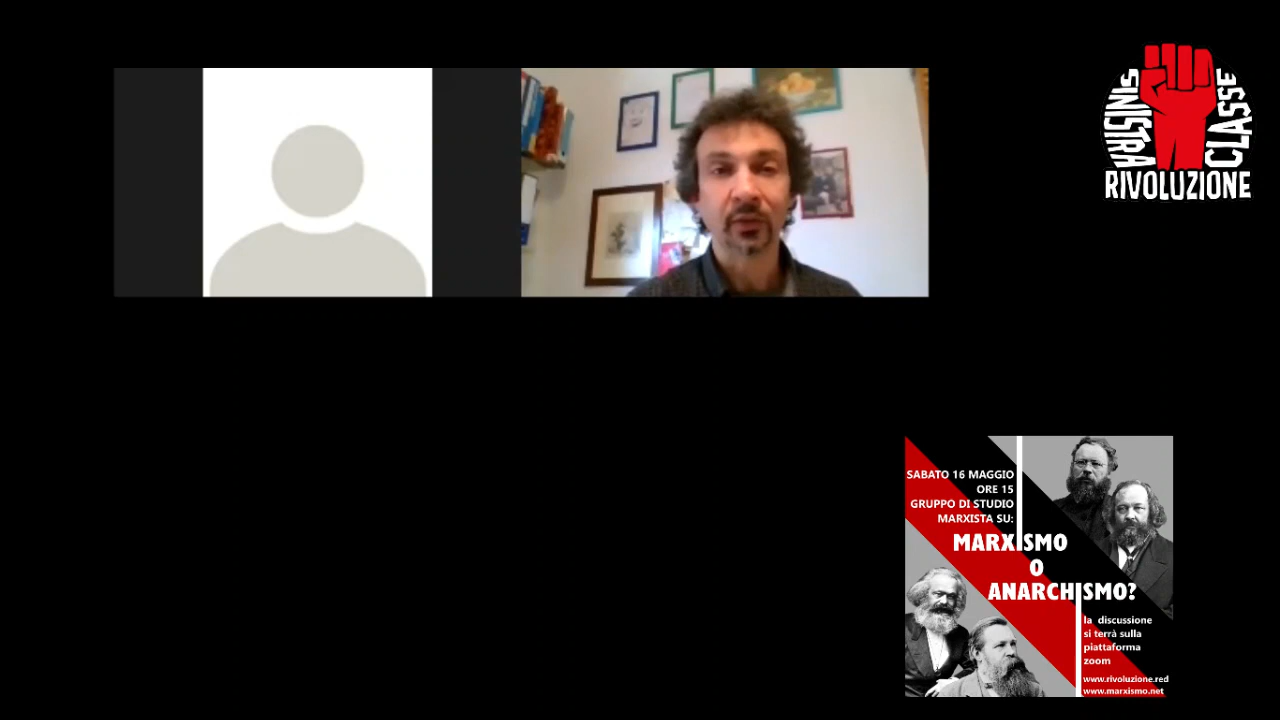 SINISTRA
CLASSE
RIVOLUZIONE
SABATO 16 MAGGIO
ORE 15
GRUPPO DI STUDIO
MARXISTA SU:
MARXISMO
O
ANARCHISMO?
la discussione
si terrà sulla
piattaforma
zoom
www.rivoluzione.red
www.marxismo.net